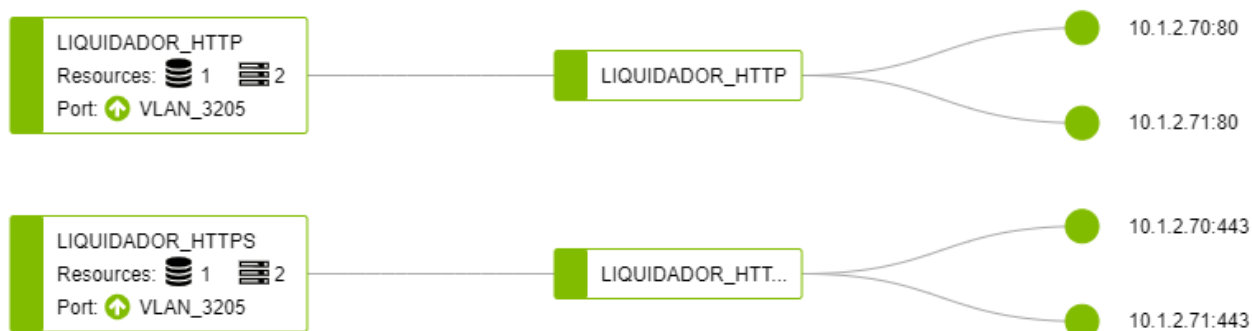 LIQUIDADOR_HTTP
Resources: 1 2
Port: VLAN_3205
LIQUIDADOR_HTTP
10.1.2.70:80
10.1.2.71:80
LIQUIDADOR_HTTPS
Resources: 1 2
Port: VLAN_3205
LIQUIDADOR_HTT...
10.1.2.70:443
10.1.2.71:443